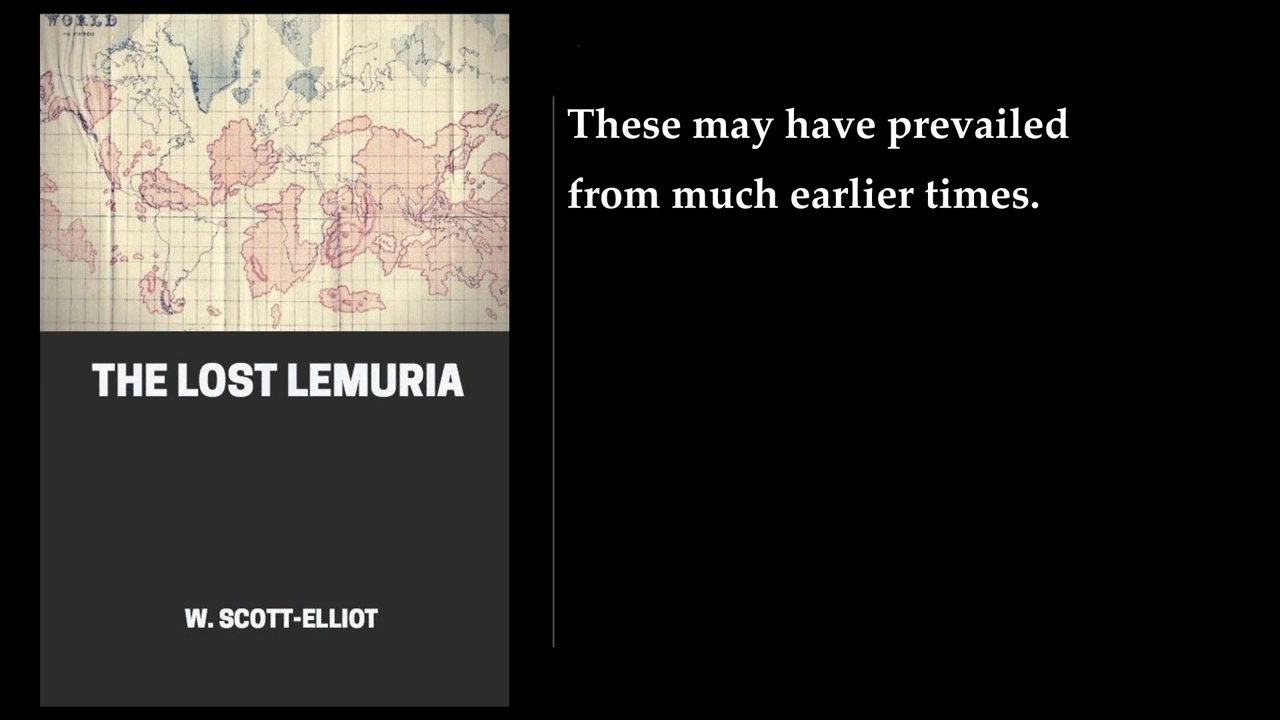 WORLD
THE LOST LEMURIA
W. SCOTT-ELLIOT
These may have prevailed
from much earlier times.